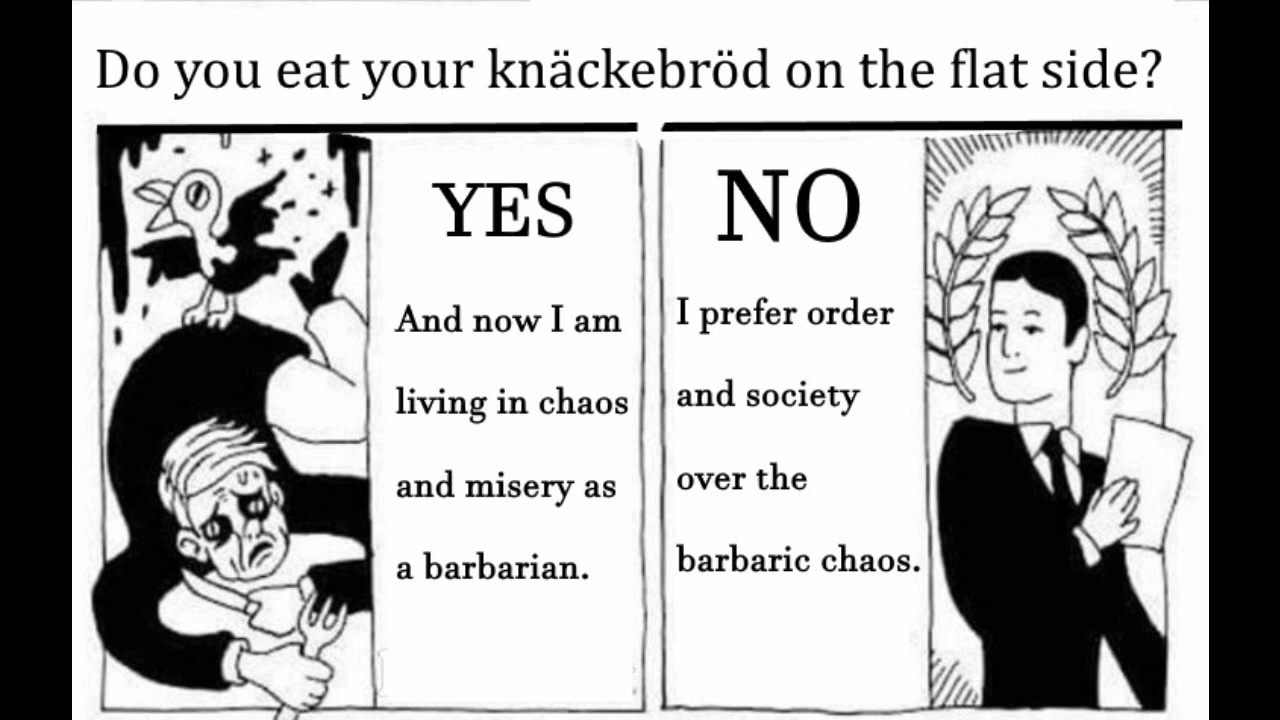 Do you eat your knäckebröd on the flat side?
YES
And now I am
living in chaos
and misery as
a barbarian.
NO
I prefer order
and society
over the
barbaric chaos.